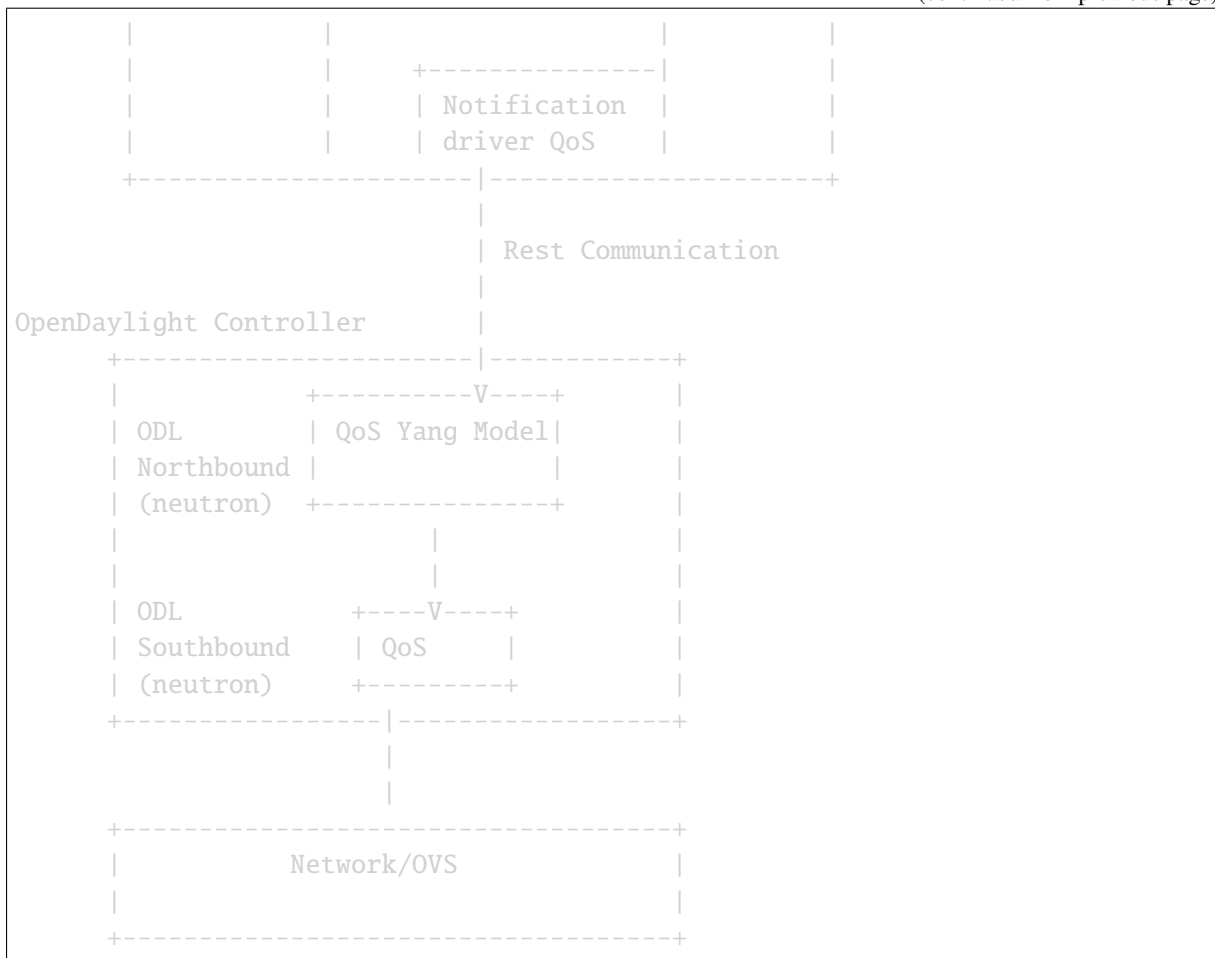 (continued from previous page)
|            |                     |          |
|            |     +---------------|          |
|            |     | Notification  |          |
|            |     | driver QoS    |          |
+----------------------|----------------------+
|
| Rest Communication
|
OpenDaylight Controller       |
+-----------------------|------------+
|            +----------V----+       |
| ODL        | QoS Yang Model|       |
| Northbound |               |       |
| (neutron)  +---------------+       |
|                    |               |
|                    |               |
| ODL           +----V----+          |
| Southbound    | QoS     |          |
| (neutron)     +---------+          |
+-----------------|------------------+
|
|
+------------------------------------+
|           Network/OVS              |
|                                    |
+------------------------------------+